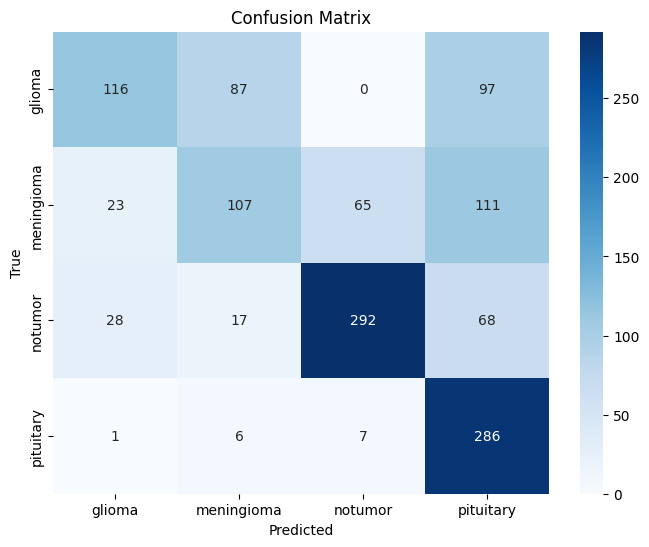 Confusion Matrix
glioma 116 87 0 97
meningioma 23 107 65 111
notumor 28 17 292 68
pituitary 1 6 7 286
True
glioma meningioma notumor pituitary
Predicted
250
200
150
100
50
0